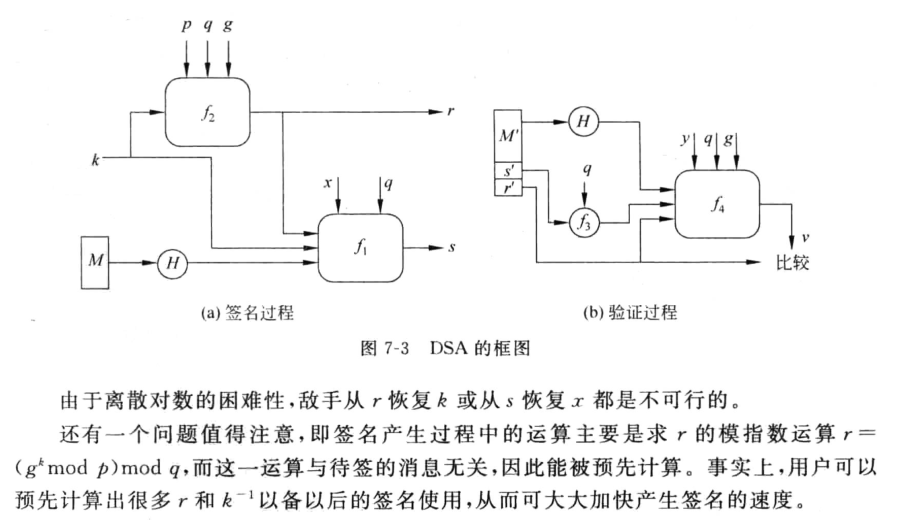 p q g
f₂
r
k
x q
f₁
s
M
H
(a) 签名过程
M'
s'
r'
H
q
f₃
y q g
f₄
v
比较
(b) 验证过程
图 7-3 DSA 的框图
由于离散对数的困难性,敌手从 r 恢复 k 或从 s 恢复 x 都是不可行的。
还有一个问题值得注意,即签名产生过程中的运算主要是求 r 的模指数运算 r=
(gᵏmod p)mod q,而这一运算与待签的消息无关,因此能被预先计算。事实上,用户可以
预先计算出很多 r 和 k⁻¹以备以后的签名使用,从而可大大加快产生签名的速度。